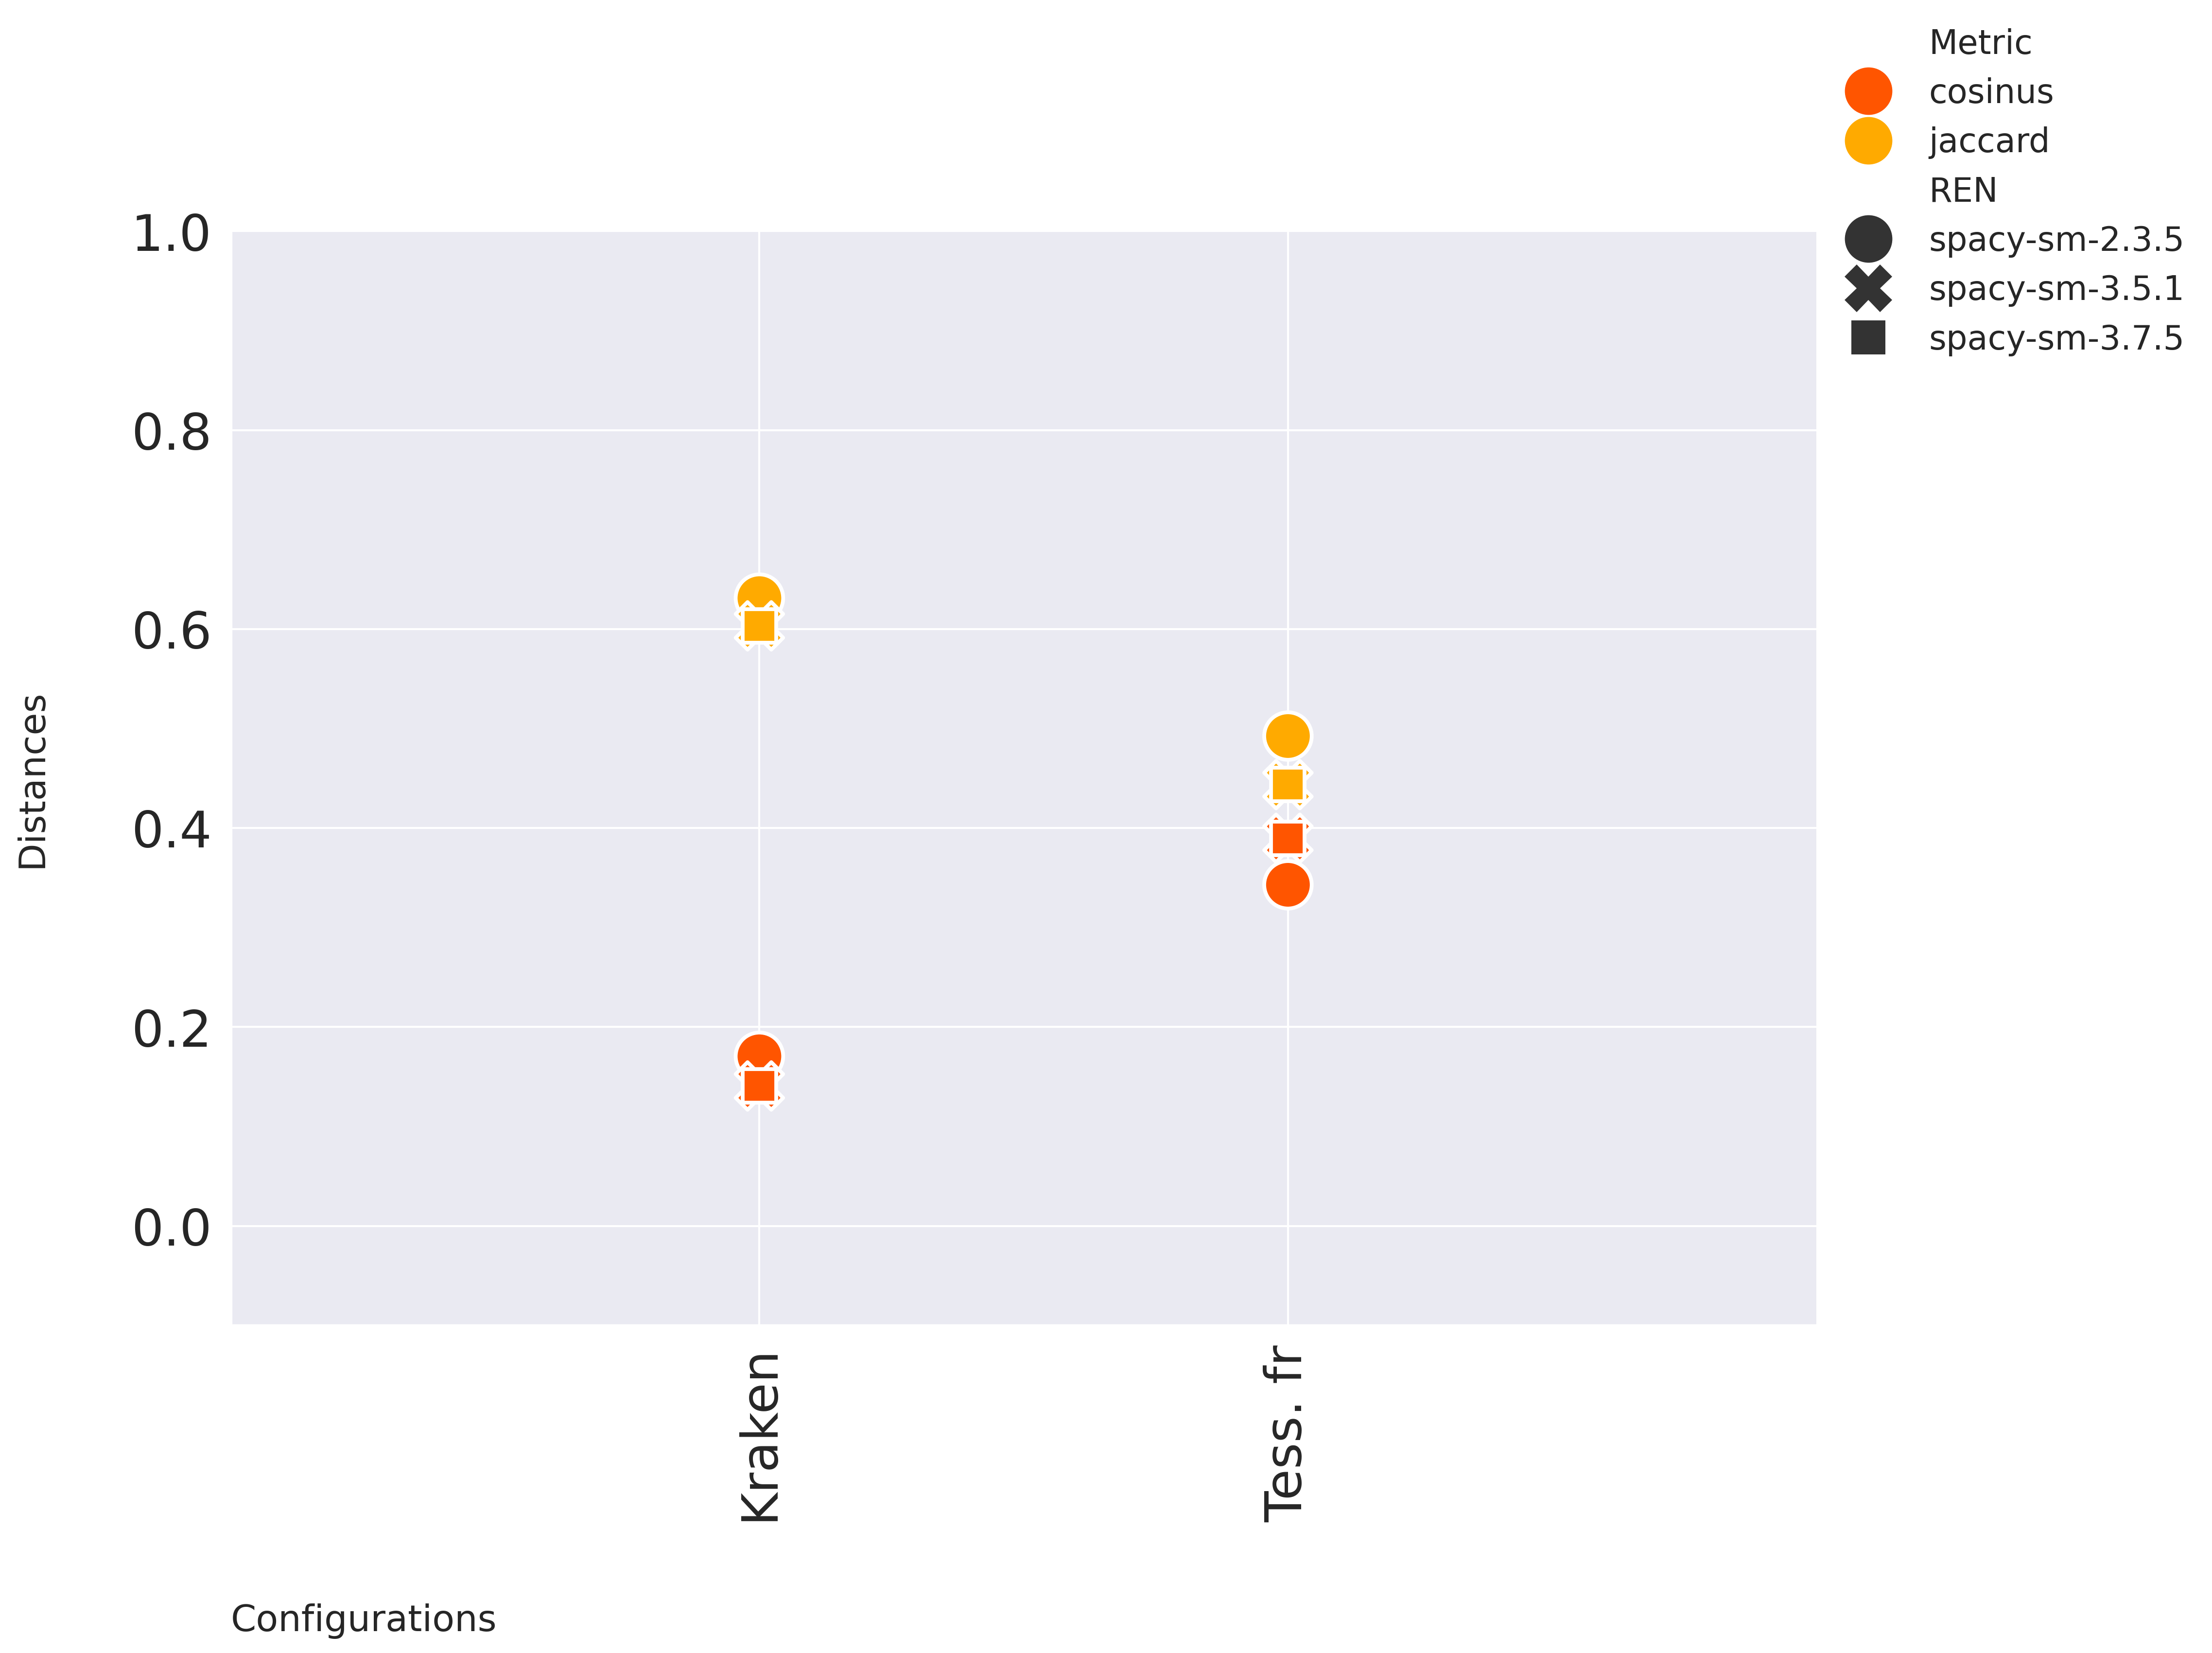 Metric
cosinus
jaccard
REN
spacy-sm-2.3.5
spacy-sm-3.5.1
spacy-sm-3.7.5
1.0
0.8
0.6
0.4
0.2
0.0
Distances
Kraken
Tess. fr
Configurations